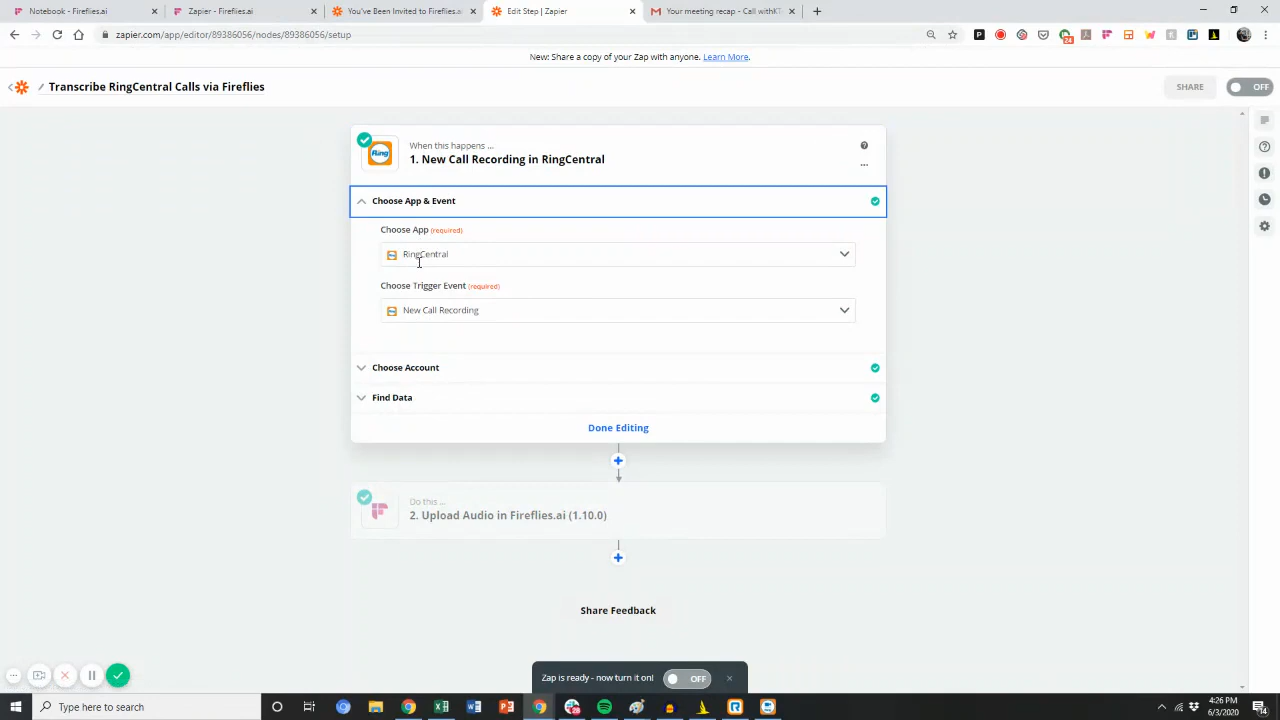 Notebook - Fireflies.ai
Zapier - Fireflies.ai
You've Been Invited to Fireflies.ai
Edit Step | Zapier
Your meeting recap - Call with
zapier.com/app/editor/89386056/nodes/89386056/setup
24
New: Share a copy of your Zap with anyone. Learn More.
Transcribe RingCentral Calls via Fireflies
SHARE
OFF
When this happens ...
Ring
1. New Call Recording in RingCentral
Choose App & Event
Choose App (required)
RingCentral
Choose Trigger Event (required)
New Call Recording
Choose Account
Find Data
Done Editing
Do this ...
2. Upload Audio in Fireflies.ai (1.10.0)
Share Feedback
Zap is ready - now turn it on!
OFF
Type here to search
4:26 PM
6/3/2020